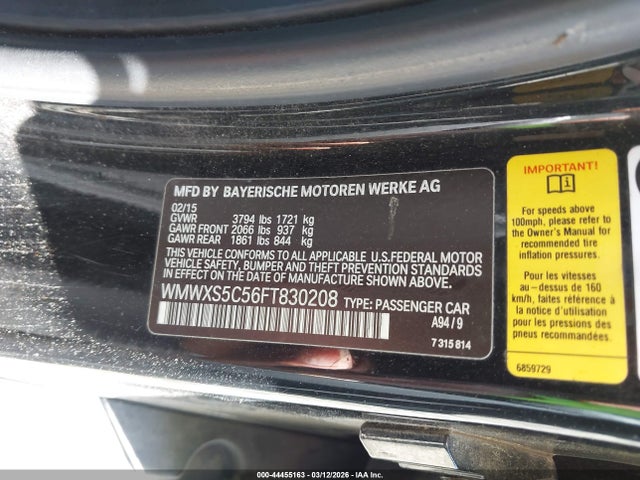 MFD BY BAYERISCHE MOTOREN WERKE AG
02/15
GVWR 3794 lbs 1721 kg
GAWR FRONT 2066 lbs 937 kg
GAWR REAR 1861 lbs 844 kg
THIS VEHICLE CONFORMS TO ALL APPLICABLE U.S.FEDERAL MOTOR
VEHICLE SAFETY, BUMPER, AND THEFT PREVENTION STANDARDS
IN EFFECT ON THE DATE OF MANUFACTURE SHOWN ABOVE.
WMWXS5C56FT830208 TYPE: PASSENGER CAR
A94/9
7 315 814
IMPORTANT!
For speeds above
100mph, please refer to
the Owner's Manual for
recommended tire
inflation pressures.
Pour les vitesses
au-dessus de 160
km/h, faites référence à
la notice d'utilisation
pour les pressions des
pneus recommandées.
6859729
000-44455163 - 03/12/2026 - IAA Inc.